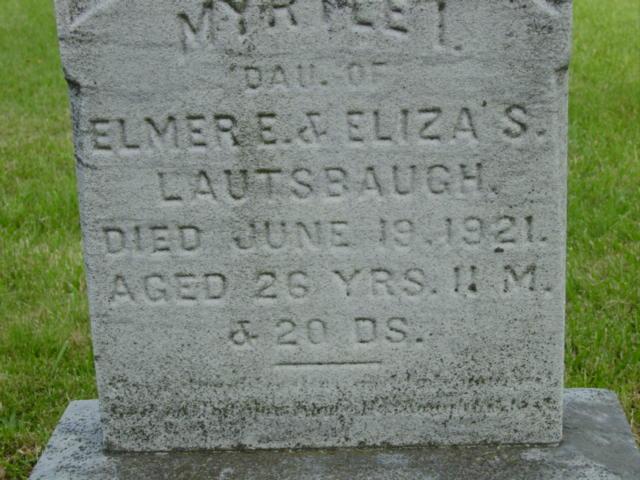 MYRTLE I.
DAU. OF
ELMER E. & ELIZA S.
LAUTSBAUGH.
DIED JUNE 19. 1921.
AGED 26 YRS. 11 M.
& 20 DS.